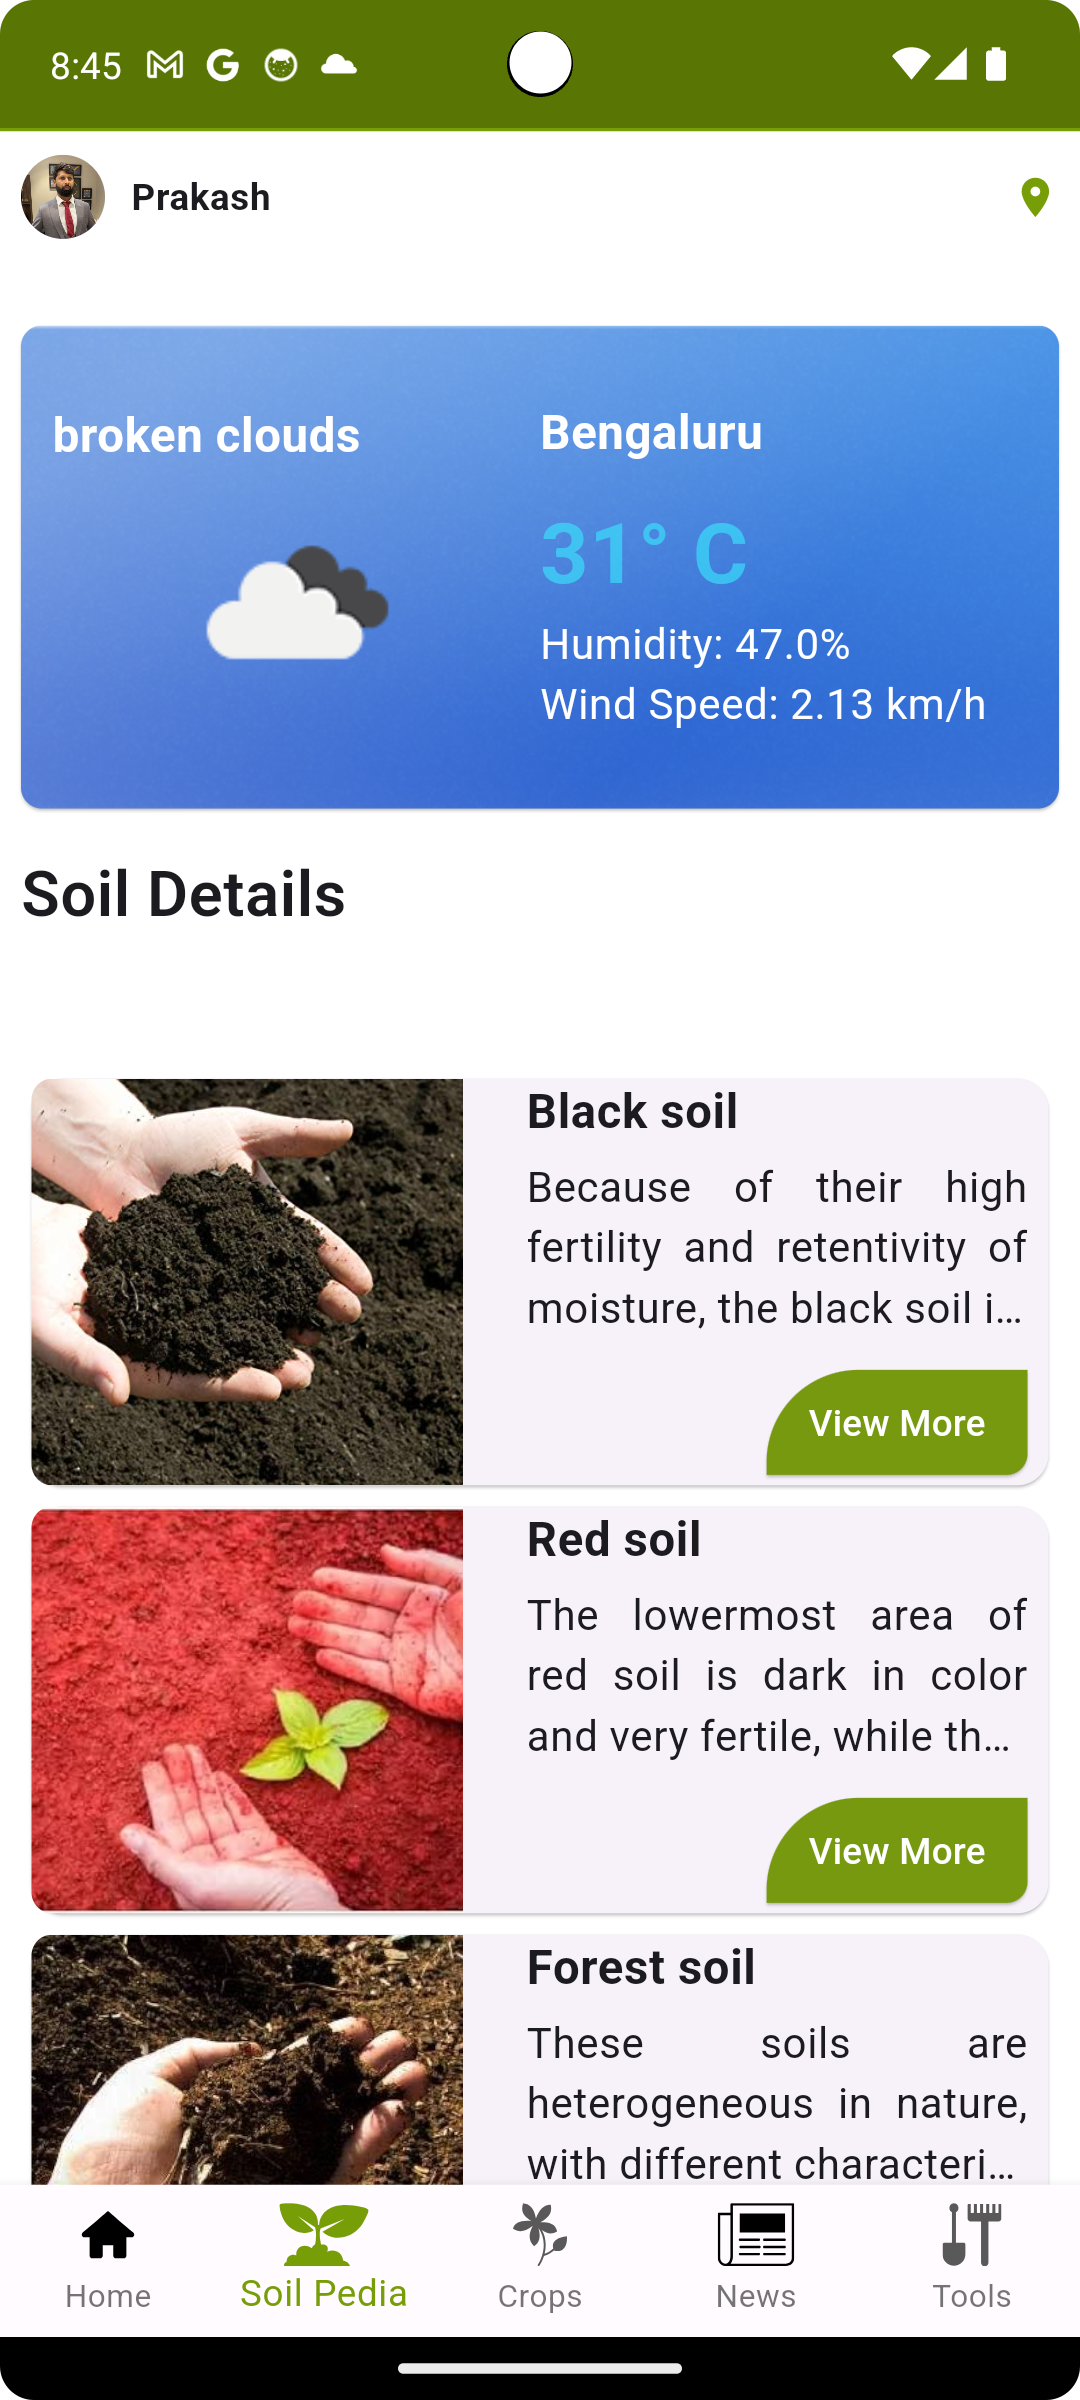 8:45
Prakash
broken clouds
Bengaluru
31° C
Humidity: 47.0%
Wind Speed: 2.13 km/h
Soil Details
Black soil
Because of their high
fertility and retentivity of
moisture, the black soil i...
View More
Red soil
The lowermost area of
red soil is dark in color
and very fertile, while th...
View More
Forest soil
These soils are
heterogeneous in nature,
with different characteri...
Home
Soil Pedia
Crops
News
Tools